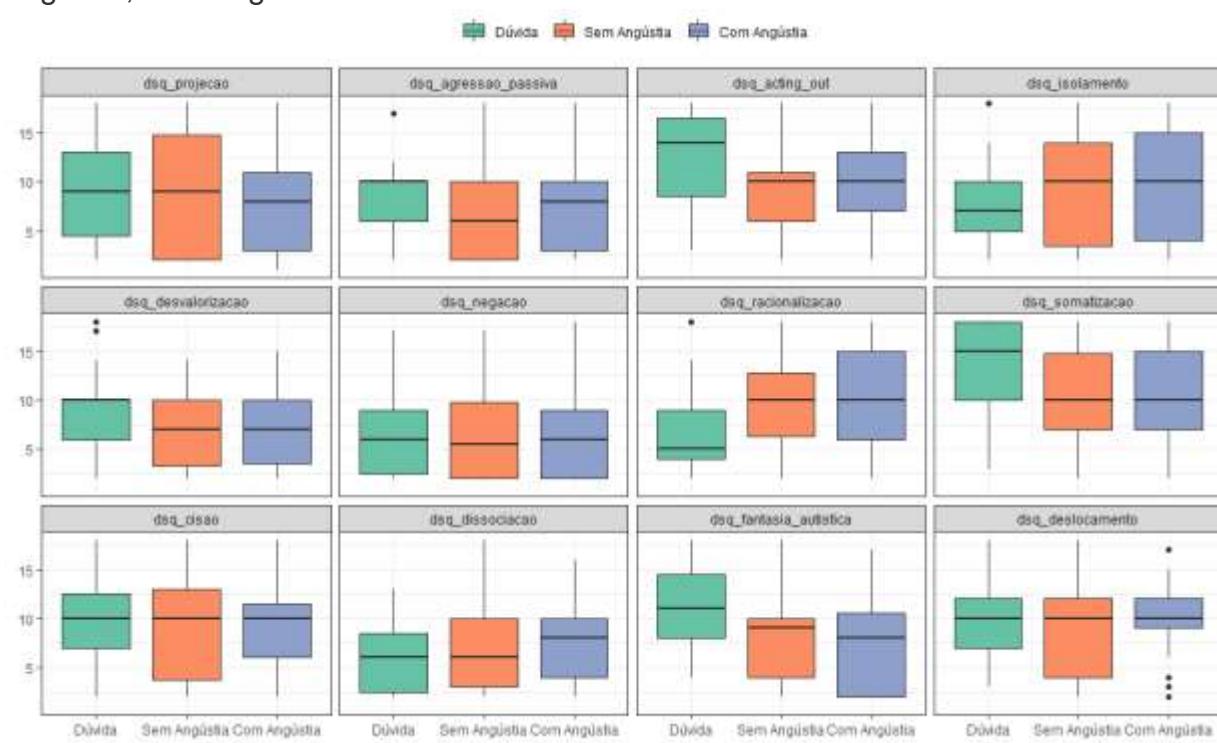 Dúvida Sem Angústia Com Angústia
dsq_projecao dsq_agressao_passiva dsq_acting_out dsq_isolamento
15
10
5
dsq_desvalorizacao dsq_negacao dsq_racionalizacao dsq_somatizacao
15
10
5
dsq_cisao dsq_dissociacao dsq_fantasia_autistica dsq_deslocamento
15
10
5
Dúvida Sem Angústia Com Angústia Dúvida Sem Angústia Com Angústia Dúvida Sem Angústia Com Angústia Dúvida Sem Angústia Com Angústia